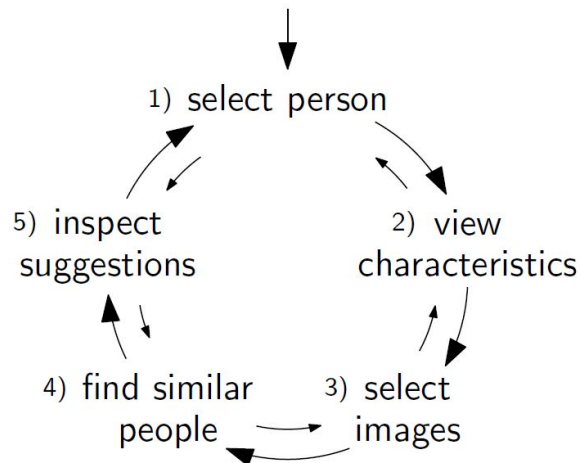 1) select person
2) view
characteristics
3) select
images
4) find similar
people
5) inspect
suggestions